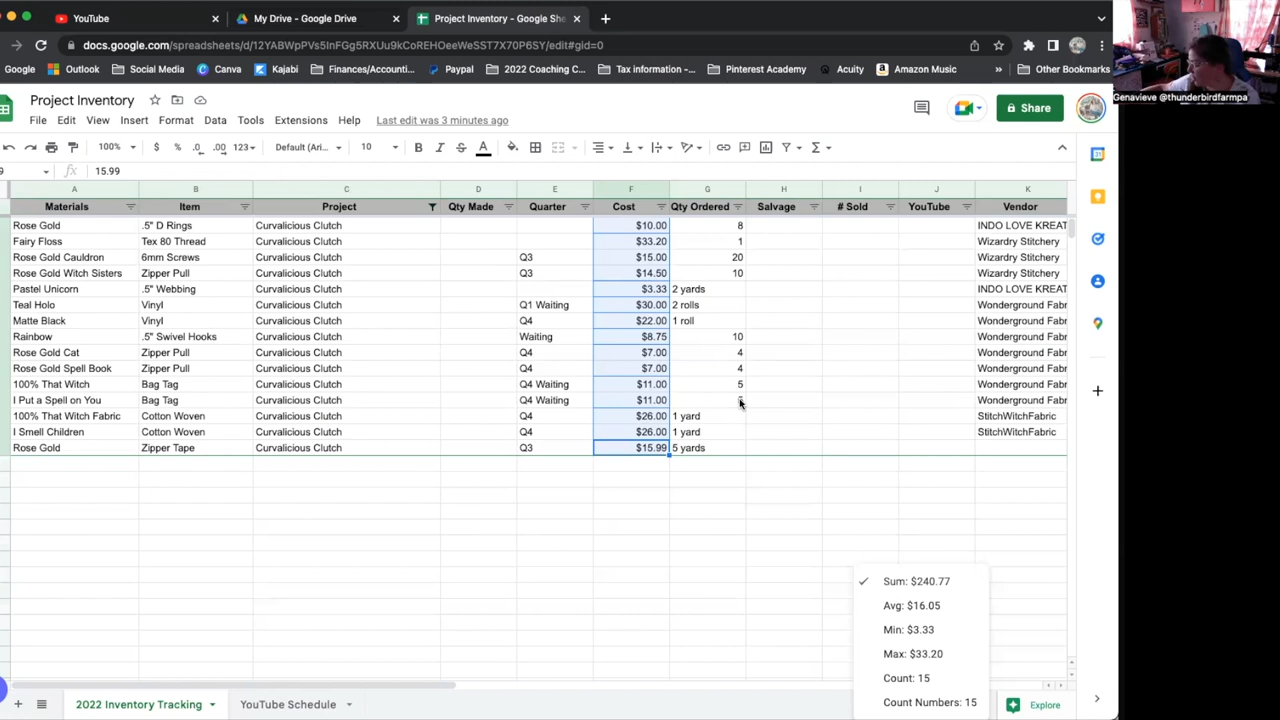 YouTube × My Drive - Google Drive × Project Inventory - Google She × +
docs.google.com/spreadsheets/d/12YABWpPVs5InFGg5RXUu9kCoREHOeeWeSST7X70P6SY/edit#gid=0
Google Outlook Social Media Canva Kajabi Finances/Accounti... Paypal 2022 Coaching C... Tax information -... Pinterest Academy Acuity Amazon Music » Other Bookmarks
Genavieve @thunderbirdfarmpa
Project Inventory
Share
File Edit View Insert Format Data Tools Extensions Help Last edit was 3 minutes ago
100% $ % .0 .00 123 Default (Ari... 10 B I S A
fx 15.99
A B C D E F G H I J K
Materials Item Project Qty Made Quarter Cost Qty Ordered Salvage # Sold YouTube Vendor
Rose Gold .5" D Rings Curvalicious Clutch $10.00 8 INDO LOVE KREAT
Fairy Floss Tex 80 Thread Curvalicious Clutch $33.20 1 Wizardry Stitchery
Rose Gold Cauldron 6mm Screws Curvalicious Clutch Q3 $15.00 20 Wizardry Stitchery
Rose Gold Witch Sisters Zipper Pull Curvalicious Clutch Q3 $14.50 10 Wizardry Stitchery
Pastel Unicorn .5" Webbing Curvalicious Clutch $3.33 2 yards INDO LOVE KREAT
Teal Holo Vinyl Curvalicious Clutch Q1 Waiting $30.00 2 rolls Wonderground Fabr
Matte Black Vinyl Curvalicious Clutch Q4 $22.00 1 roll Wonderground Fabr
Rainbow .5" Swivel Hooks Curvalicious Clutch Waiting $8.75 10 Wonderground Fabr
Rose Gold Cat Zipper Pull Curvalicious Clutch Q4 $7.00 4 Wonderground Fabr
Rose Gold Spell Book Zipper Pull Curvalicious Clutch Q4 $7.00 4 Wonderground Fabr
100% That Witch Bag Tag Curvalicious Clutch Q4 Waiting $11.00 5 Wonderground Fabr
I Put a Spell on You Bag Tag Curvalicious Clutch Q4 Waiting $11.00 Wonderground Fabr
100% That Witch Fabric Cotton Woven Curvalicious Clutch Q4 $26.00 1 yard StitchWitchFabric
I Smell Children Cotton Woven Curvalicious Clutch Q4 $26.00 1 yard StitchWitchFabric
Rose Gold Zipper Tape Curvalicious Clutch Q3 $15.99 5 yards
Sum: $240.77
Avg: $16.05
Min: $3.33
Max: $33.20
Count: 15
Count Numbers: 15
2022 Inventory Tracking YouTube Schedule Explore